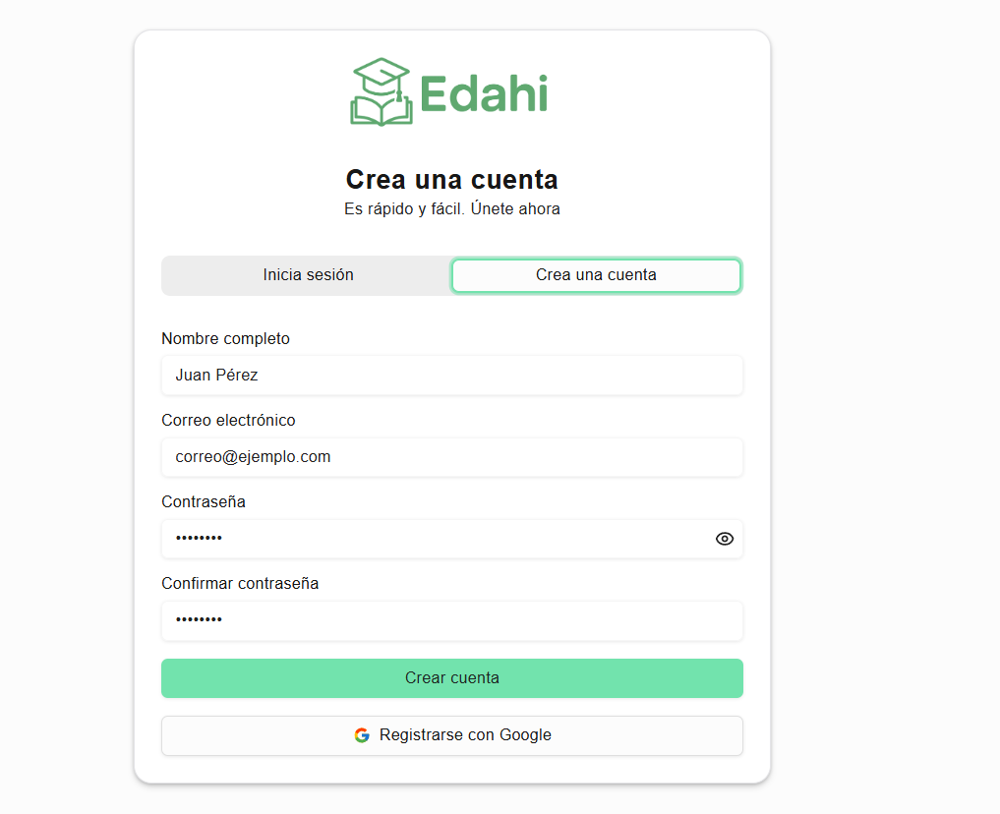 Edahi
Crea una cuenta
Es rápido y fácil. Únete ahora
Inicia sesión
Crea una cuenta
Nombre completo
Juan Pérez
Correo electrónico
correo@ejemplo.com
Contraseña
••••••••
Confirmar contraseña
••••••••
Crear cuenta
Registrarse con Google